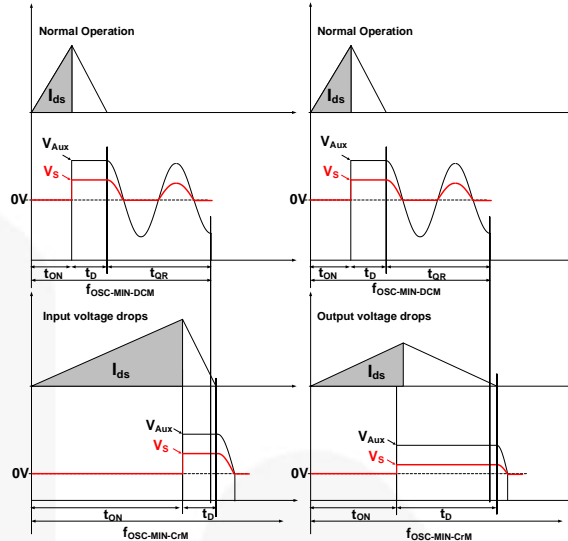 Normal Operation
Ids
VAux
VS
0V
tON
tD
tQR
fOSC-MIN-DCM
Normal Operation
Ids
VAux
VS
tON
tD
tQR
fOSC-MIN-DCM
Input voltage drops
Ids
VAux
VS
0V
tON
tD
fOSC-MIN-CrM
Output voltage drops
Ids
VAux
VS
0V
tON
tD
fOSC-MIN-CrM